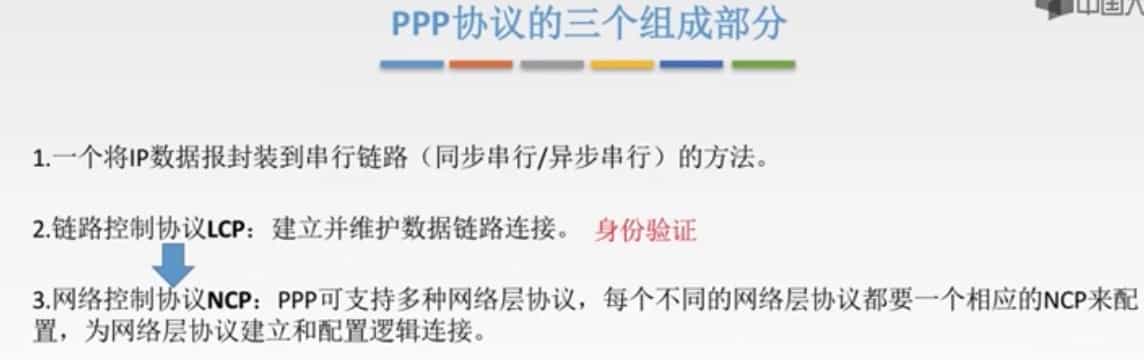 中国大
PPP协议的三个组成部分
1.一个将IP数据报封装到串行链路（同步串行/异步串行）的方法。
2.链路控制协议LCP：建立并维护数据链路连接。 身份验证
3.网络控制协议NCP：PPP可支持多种网络层协议，每个不同的网络层协议都要一个相应的NCP来配
置，为网络层协议建立和配置逻辑连接。